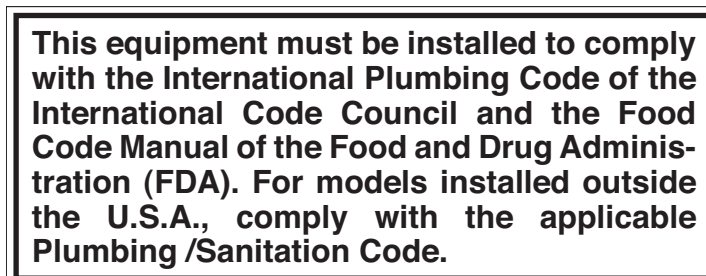 This equipment must be installed to comply
with the International Plumbing Code of the
International Code Council and the Food
Code Manual of the Food and Drug Adminis-
tration (FDA). For models installed outside
the U.S.A., comply with the applicable
Plumbing /Sanitation Code.